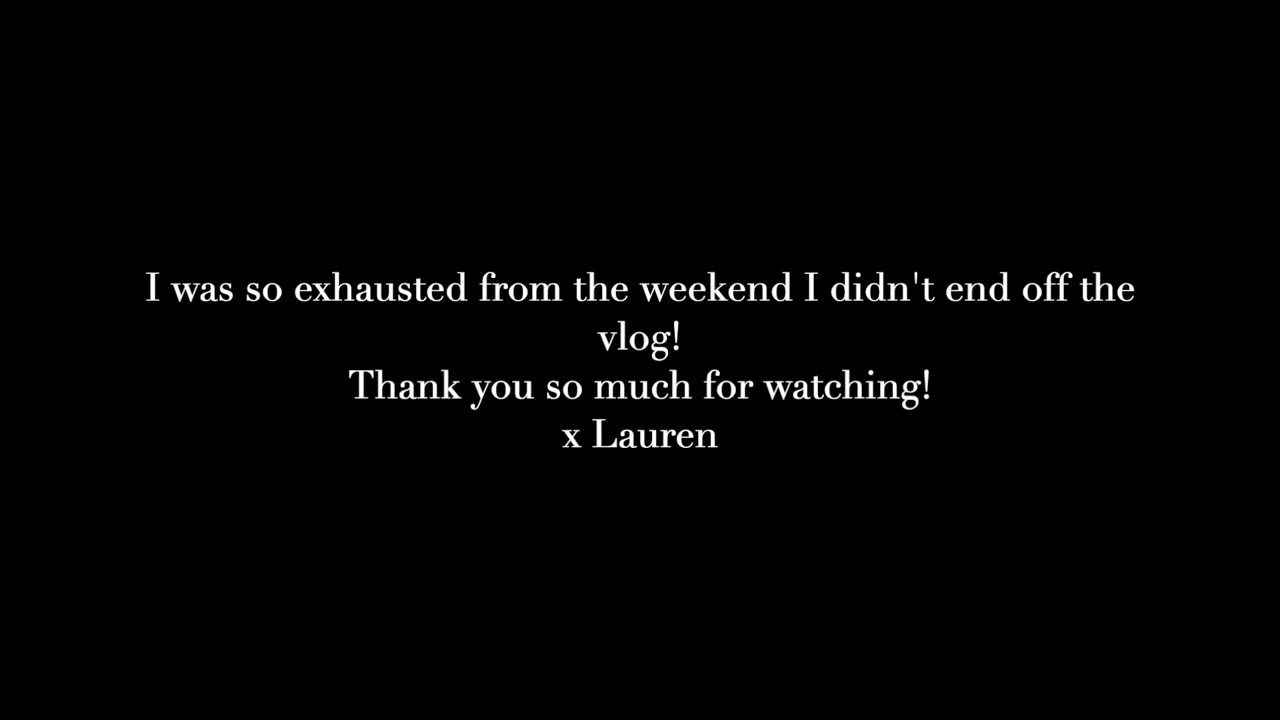 I was so exhausted from the weekend I didn't end off the
vlog!
Thank you so much for watching!
x Lauren